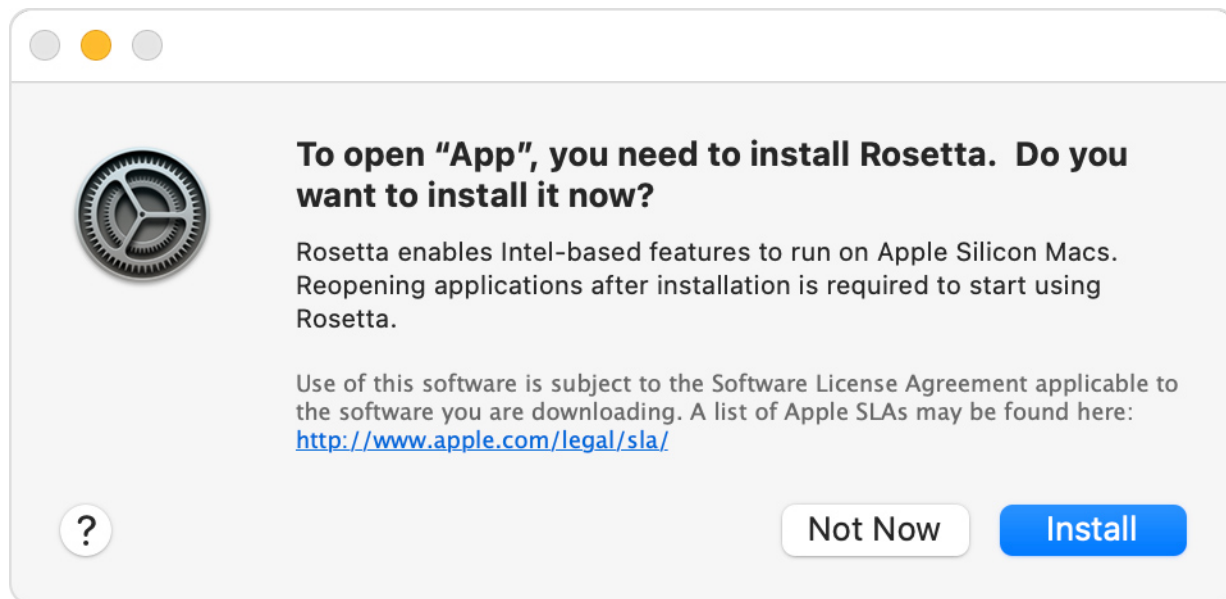 To open “App”, you need to install Rosetta.  Do you
want to install it now?
Rosetta enables Intel-based features to run on Apple Silicon Macs.
Reopening applications after installation is required to start using
Rosetta.
Use of this software is subject to the Software License Agreement applicable to
the software you are downloading. A list of Apple SLAs may be found here:
http://www.apple.com/legal/sla/
?
Not Now
Install